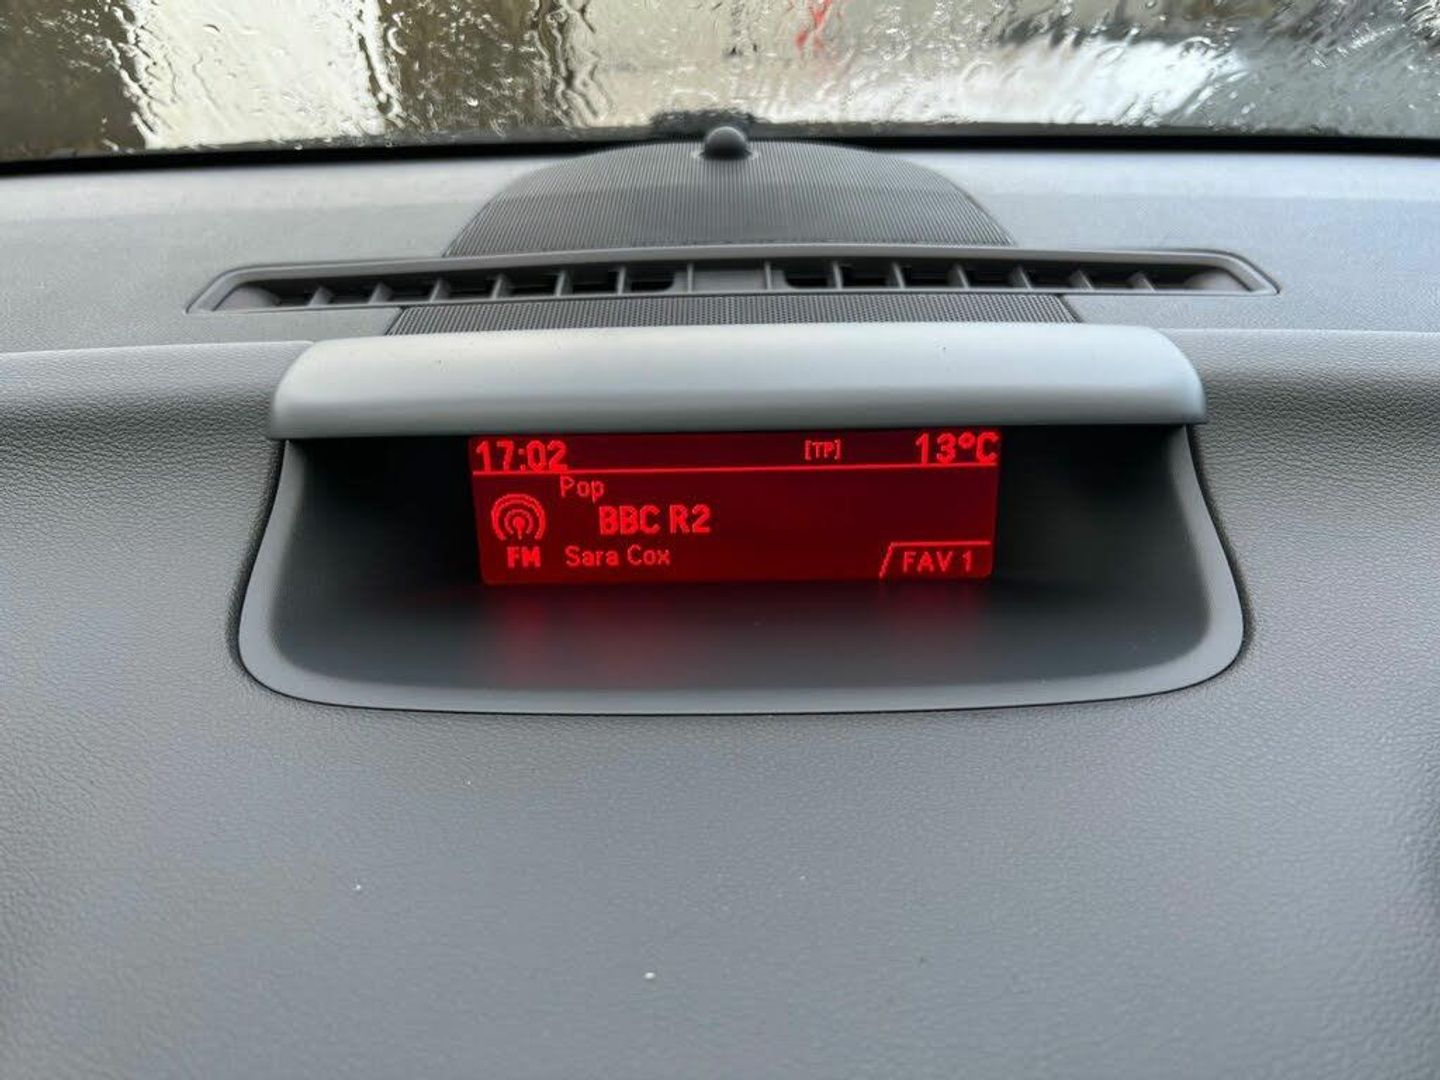 17:02 [TP] 13°C
Pop
BBC R2
FM Sara Cox FAV 1